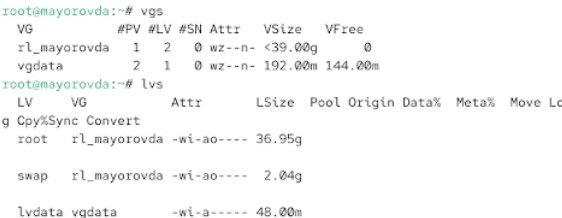 root@mayorovda:~# vgs
  VG           #PV #LV #SN Attr   VSize   VFree
  rl_mayorovda   1   2   0 wz--n- <39.00g      0
  vgdata         2   1   0 wz--n- 192.00m 144.00m
root@mayorovda:~# lvs
  LV     VG           Attr       LSize  Pool Origin Data%  Meta%  Move Lo
g Cpy%Sync Convert
  root   rl_mayorovda -wi-ao---- 36.95g
  swap   rl_mayorovda -wi-ao----  2.04g
  lvdata vgdata       -wi-a----- 48.00m